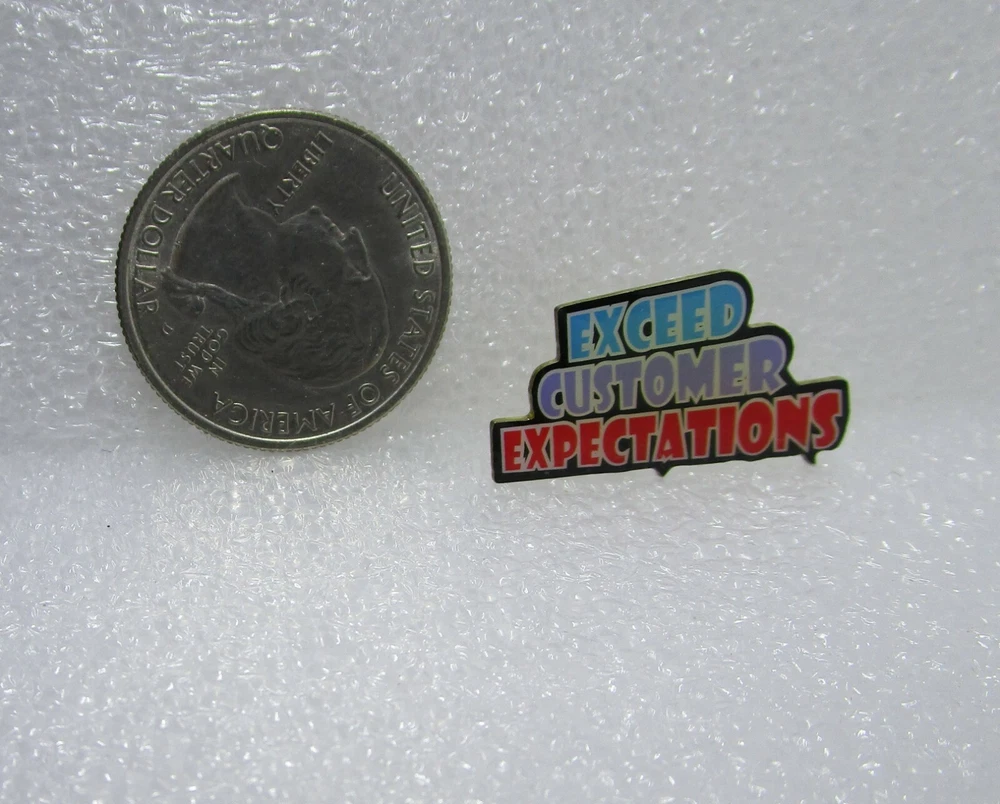 UNITED STATES OF AMERICA
LIBERTY
IN
GOD WE
TRUST
P
QUARTER DOLLAR
EXCEED
CUSTOMER
EXPECTATIONS